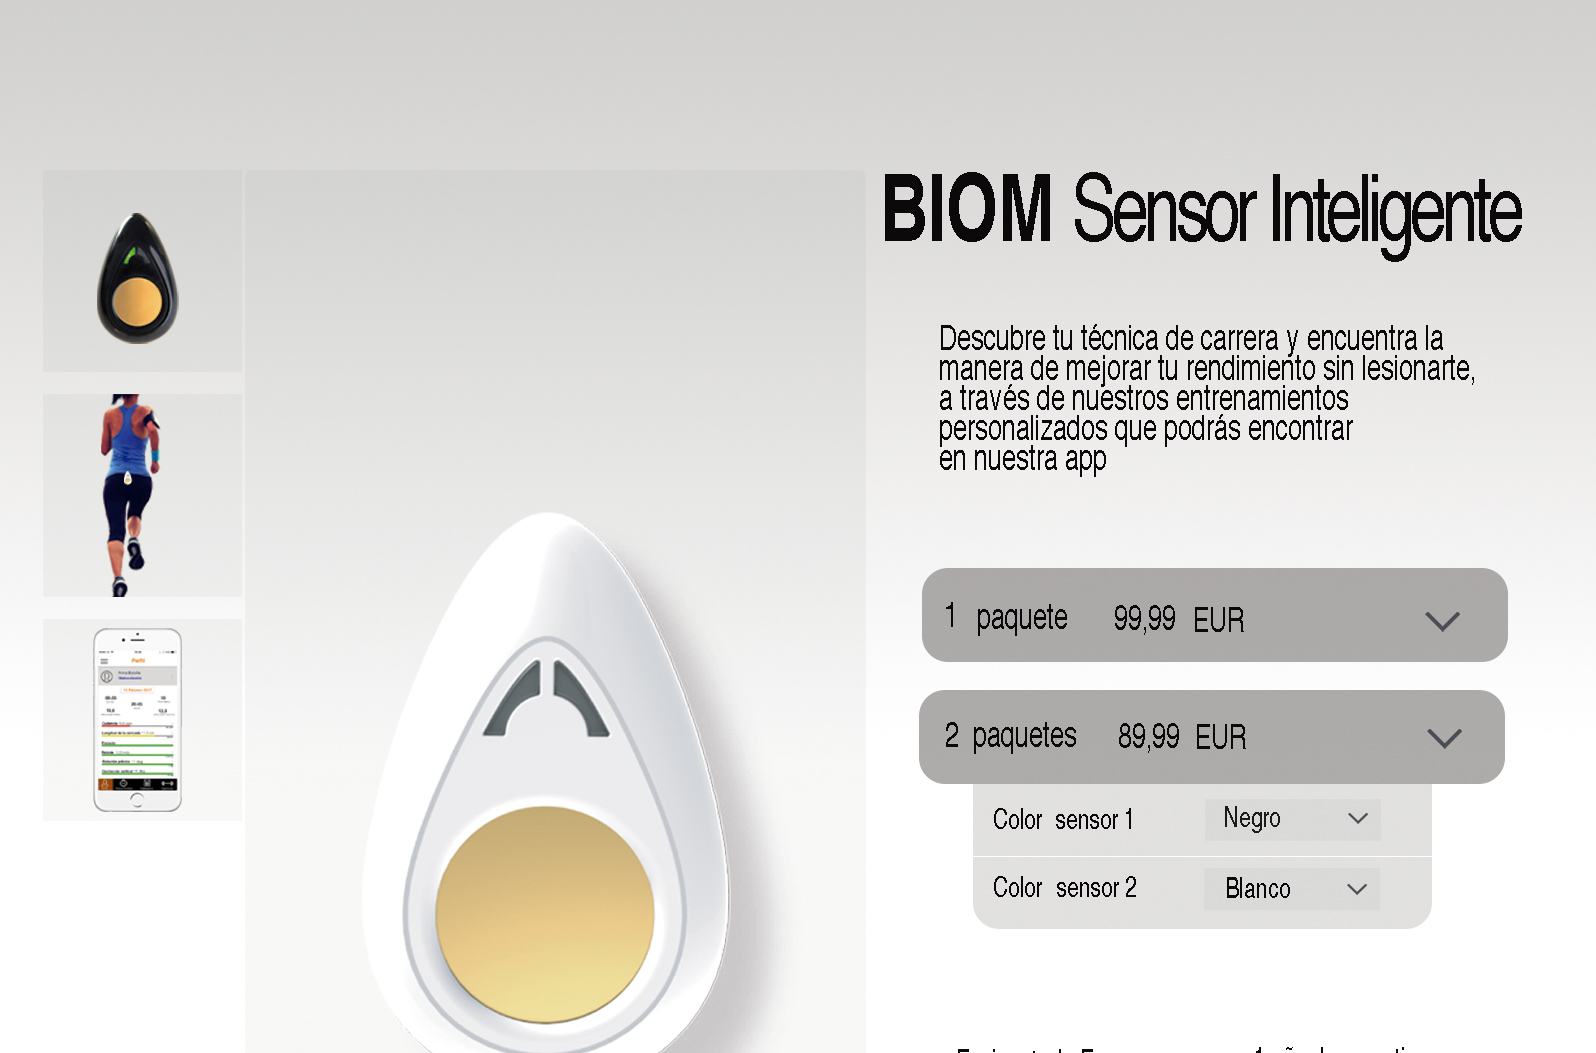 BIOM Sensor Inteligente
Descubre tu técnica de carrera y encuentra la
manera de mejorar tu rendimiento sin lesionarte,
a través de nuestros entrenamientos
personalizados que podrás encontrar
en nuestra app
1 paquete 99,99 EUR
2 paquetes 89,99 EUR
Color sensor 1 Negro
Color sensor 2 Blanco
Perfil